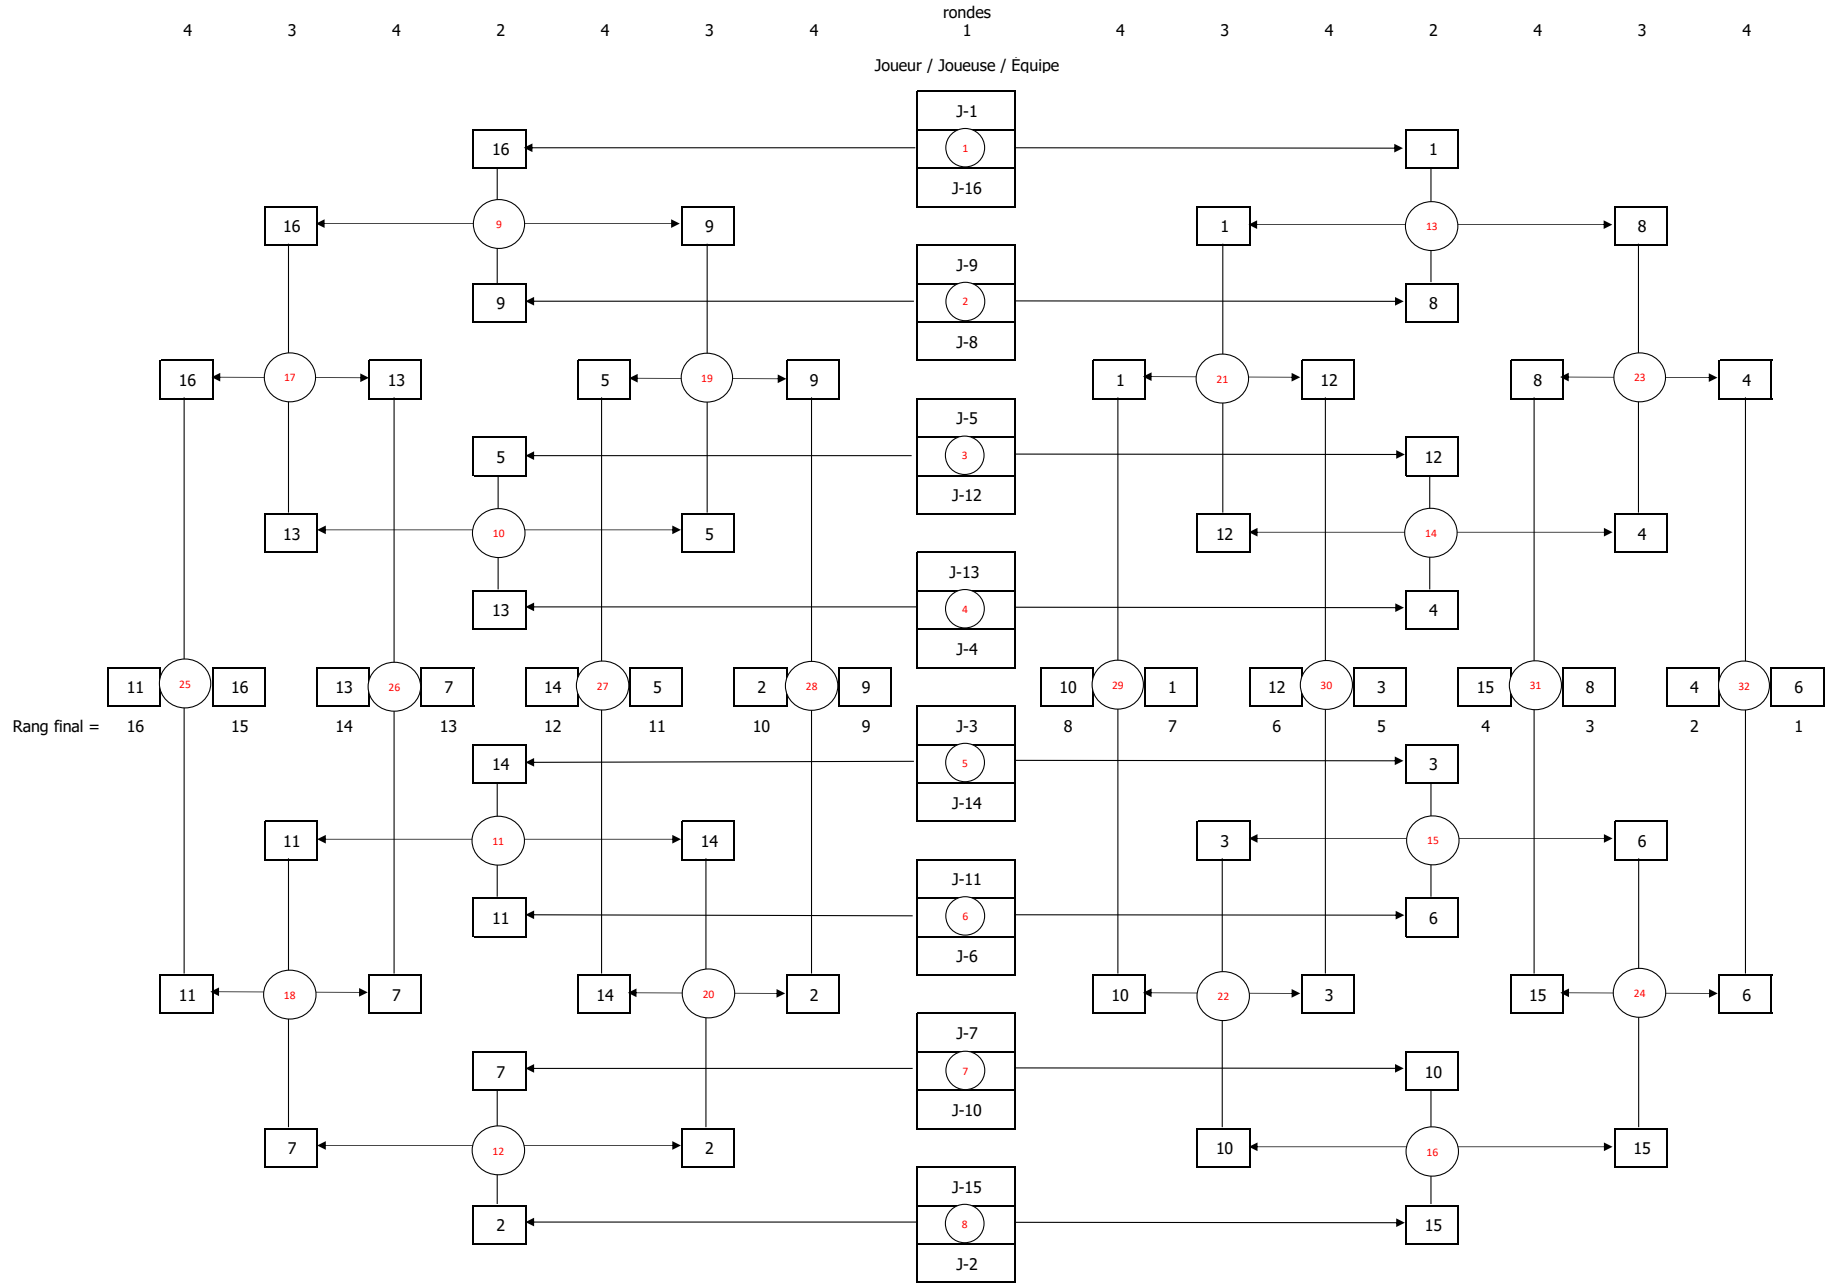 rondes
4 3 4 2 4 3 4 1 4 3 4 2 4 3 4
Joueur / Joueuse / Équipe
J-1
16 1 1
J-16
16 9 9 1 13 8
J-9
9 2 8
J-8
16 17 13 5 19 9 1 21 12 8 23 4
J-5
5 3 12
J-12
13 10 5 12 14 4
J-13
13 4 4
J-4
11 25 16 13 26 7 14 27 5 2 28 9 10 29 1 12 30 3 15 31 8 4 32 6
Rang final = 16 15 14 13 12 11 10 9 J-3 8 7 6 5 4 3 2 1
14 5 3
J-14
11 11 14 3 15 6
J-11
11 6 6
J-6
11 18 7 14 20 2 10 22 3 15 24 6
J-7
7 7 10
J-10
7 12 2 10 16 15
J-15
2 8 15
J-2